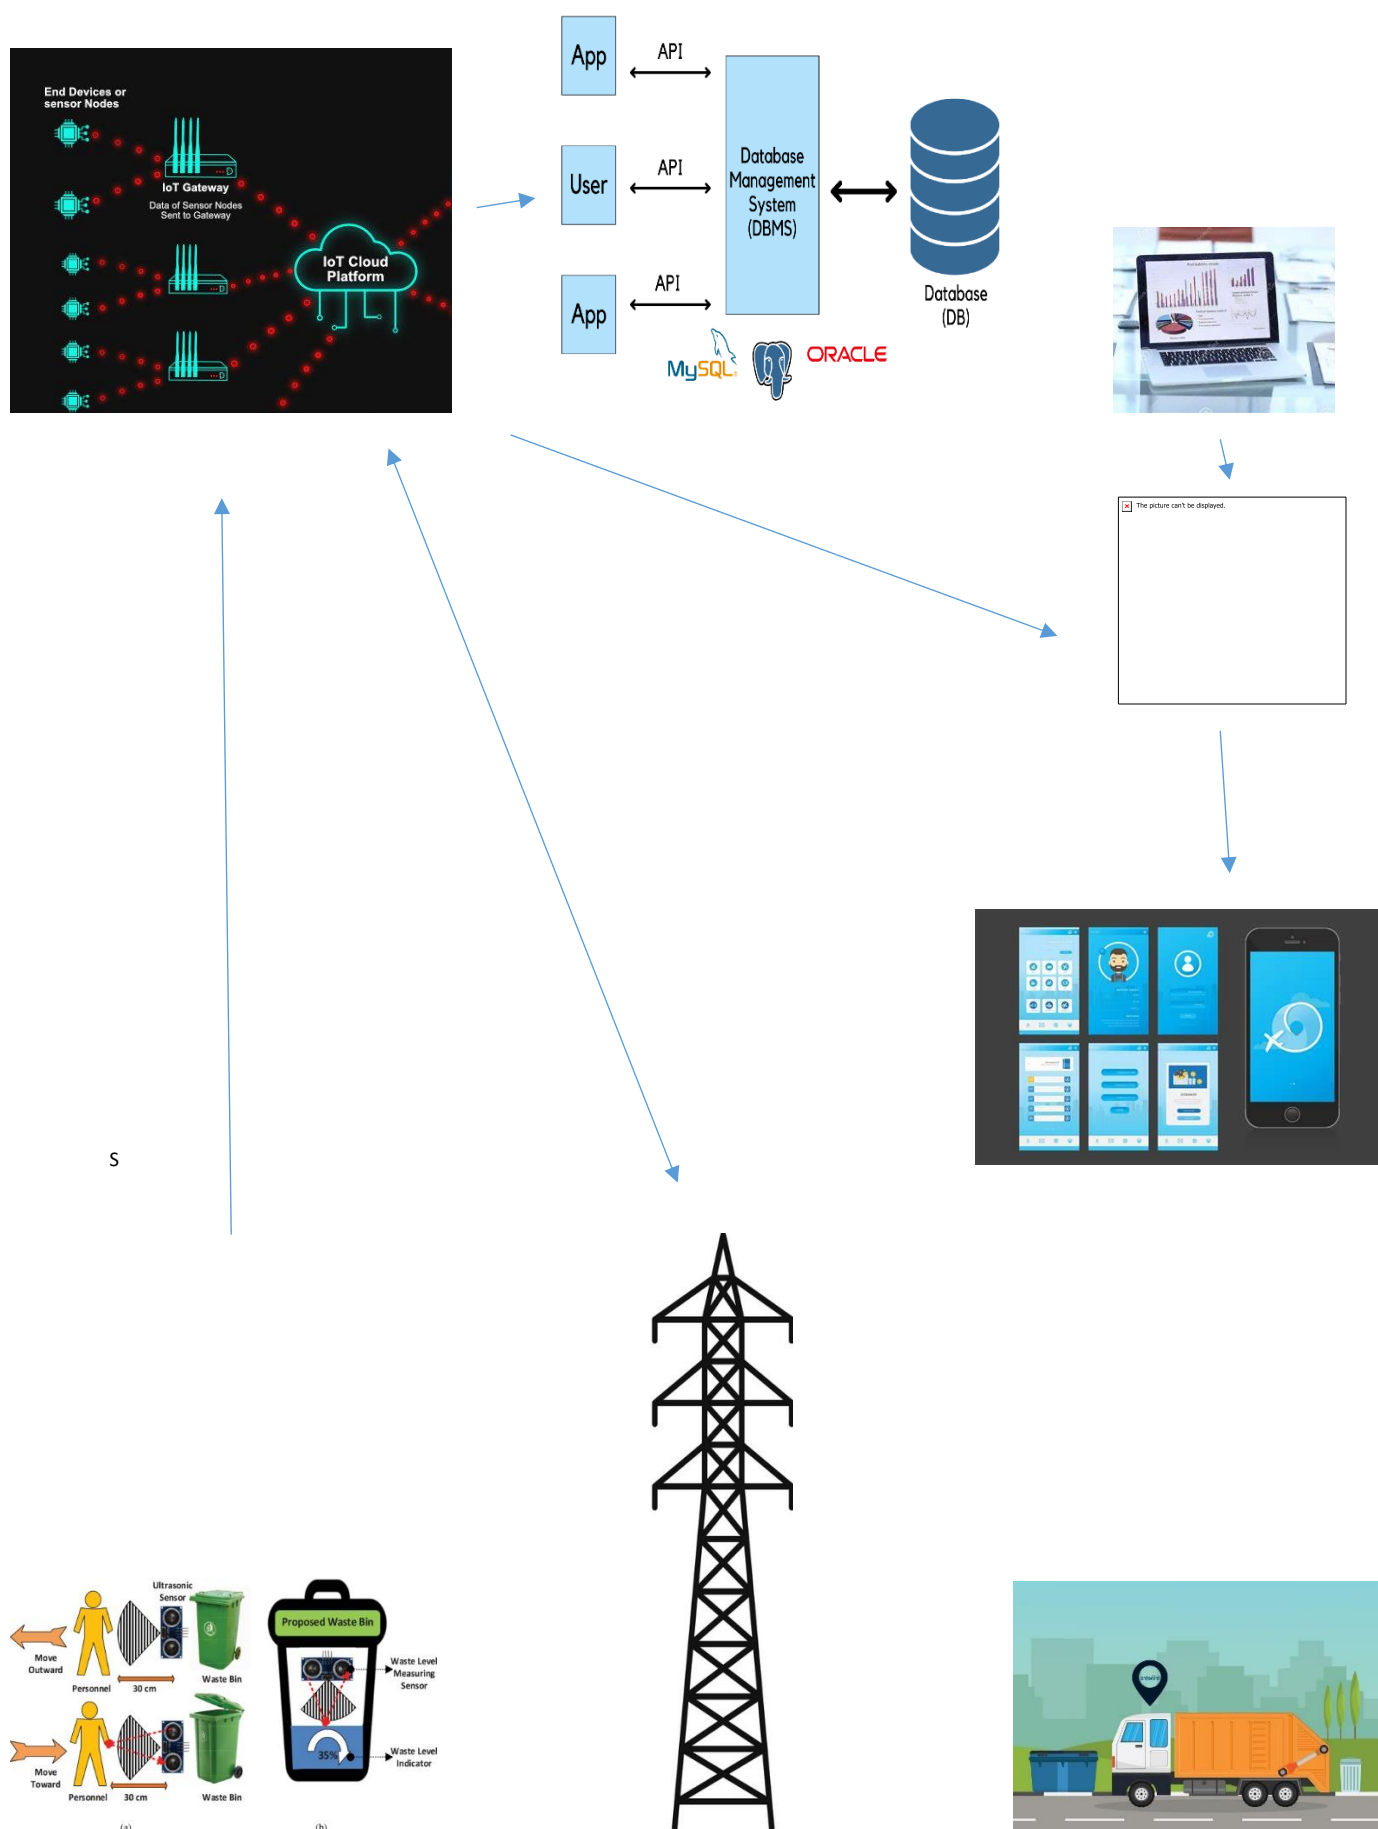 End Devices or
sensor Nodes
IoT Gateway
Data of Sensor Nodes
Sent to Gateway
IoT Cloud
Platform
App
API
User
API
App
API
Database
Management
System
(DBMS)
Database
(DB)
MySQL
ORACLE
The picture can't be displayed.
S
Ultrasonic
Sensor
Move
Outward
Personnel
30 cm
Waste Bin
Move
Toward
Personnel
30 cm
Waste Bin
(a)
Proposed Waste Bin
Waste Level
Measuring
Sensor
35%
Waste Level
Indicator
(b)